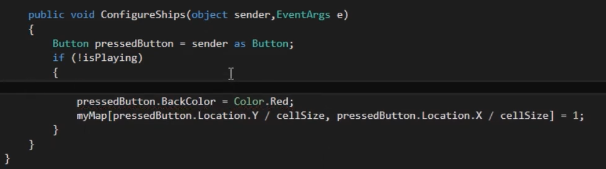 public void ConfigureShips(object sender,EventArgs e)
{
Button pressedButton = sender as Button;
if (!isPlaying)
{
pressedButton.BackColor = Color.Red;
myMap[pressedButton.Location.Y / cellSize, pressedButton.Location.X / cellSize] = 1;
}
}
}